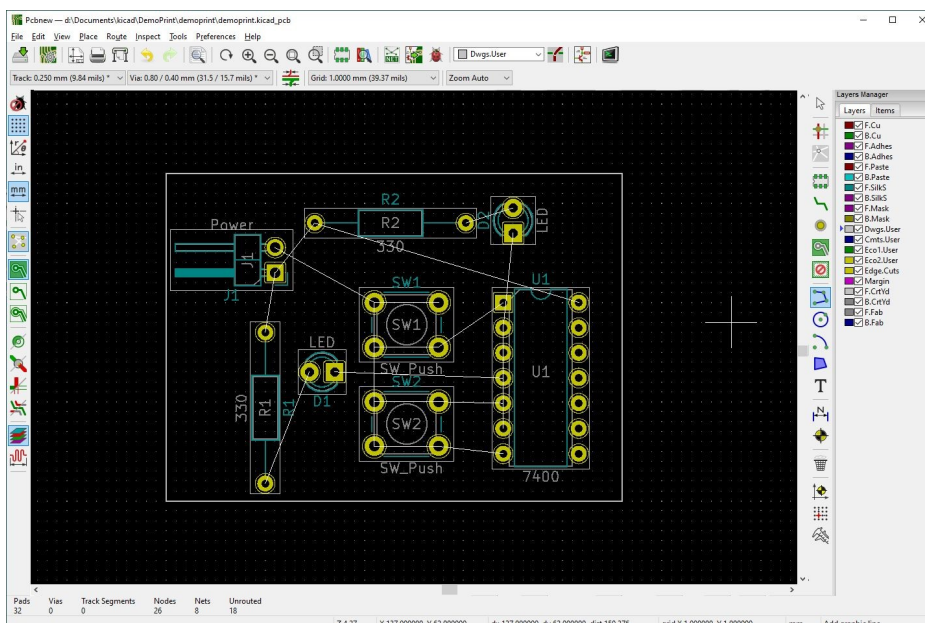 Pcbnew — d:\Documents\kicad\DemoPrint\demoprint\demoprint.kicad_pcb
File Edit View Place Route Inspect Tools Preferences Help
NET Dwgs.User
Track: 0.250 mm (9.84 mils) * Via: 0.80 / 0.40 mm (31.5 / 15.7 mils) * Grid: 1.0000 mm (39.37 mils) Zoom Auto
Layers Manager
Layers Items
F.Cu
B.Cu
F.Adhes
B.Adhes
F.Paste
B.Paste
F.SilkS
B.SilkS
F.Mask
B.Mask
Dwgs.User
Cmts.User
Eco1.User
Eco2.User
Edge.Cuts
Margin
F.CrtYd
B.CrtYd
F.Fab
B.Fab
in
mm
T
N
R2
R2
330
D2
LED
Power
J1
J1
SW1
SW1
SW_Push
U1
U1
7400
LED
D1
330
R1
R1
SW2
SW2
SW_Push
Pads Vias Track Segments Nodes Nets Unrouted
32 0 0 26 8 18